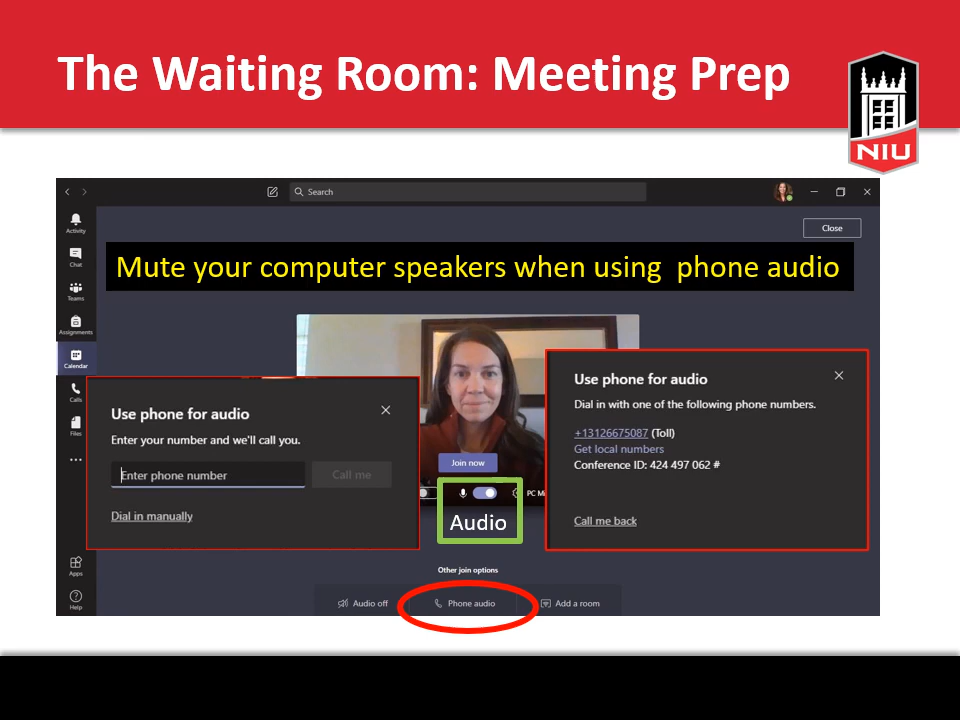 The Waiting Room: Meeting Prep
NIU
Search
Activity
Chat
Teams
Assignments
Calendar
Calls
Files
Apps
Help
Close
Mute your computer speakers when using phone audio
Use phone for audio
Enter your number and we'll call you.
Enter phone number
Call me
Dial in manually
Join now
PC M
Audio
Use phone for audio
Dial in with one of the following phone numbers.
+13126675087 (Toll)
Get local numbers
Conference ID: 424 497 062 #
Call me back
Other join options
Audio off
Phone audio
Add a room